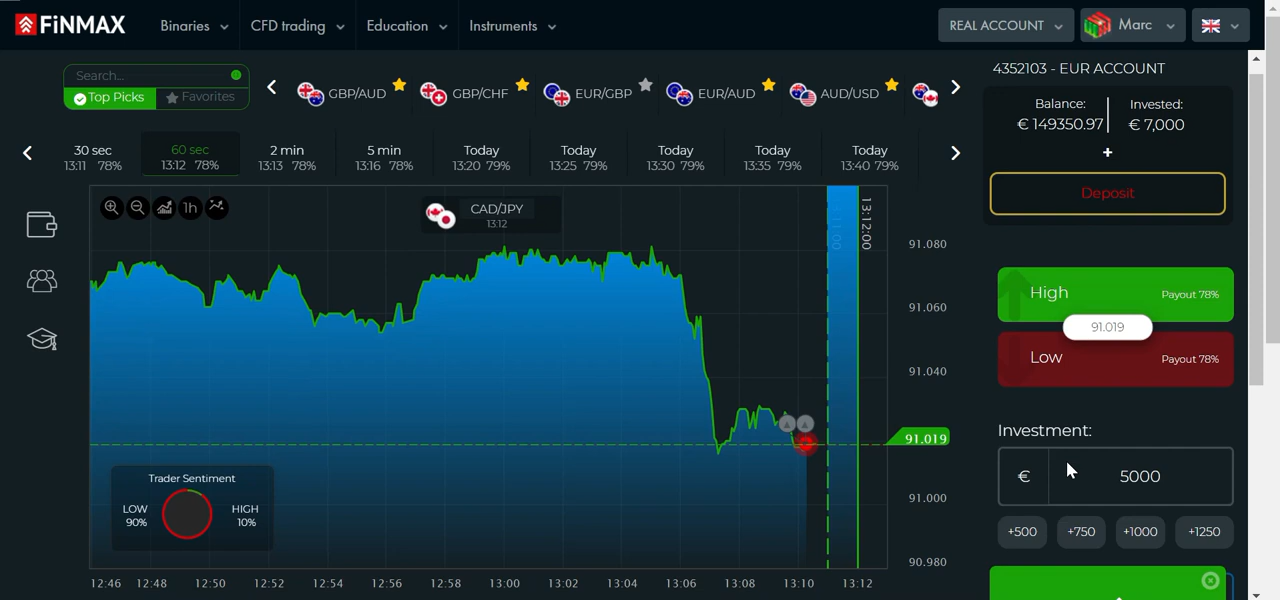 FiNMAX
Binaries
CFD trading
Education
Instruments
REAL ACCOUNT
Marc
Search...
Top Picks
Favorites
GBP/AUD
GBP/CHF
EUR/GBP
EUR/AUD
AUD/USD
4352103 - EUR ACCOUNT
Balance:
€ 149350.97
Invested:
€ 7,000
+
Deposit
30 sec
13:11 78%
60 sec
13:12 78%
2 min
13:13 78%
5 min
13:16 78%
Today
13:20 79%
Today
13:25 79%
Today
13:30 79%
Today
13:35 79%
Today
13:40 79%
1h
CAD/JPY
13:12
13:12:00
91.080
91.060
91.040
91.019
91.000
90.980
High
Payout 78%
91.019
Low
Payout 78%
Investment:
€ 5000
+500
+750
+1000
+1250
Trader Sentiment
LOW
90%
HIGH
10%
12:46 12:48 12:50 12:52 12:54 12:56 12:58 13:00 13:02 13:04 13:06 13:08 13:10 13:12